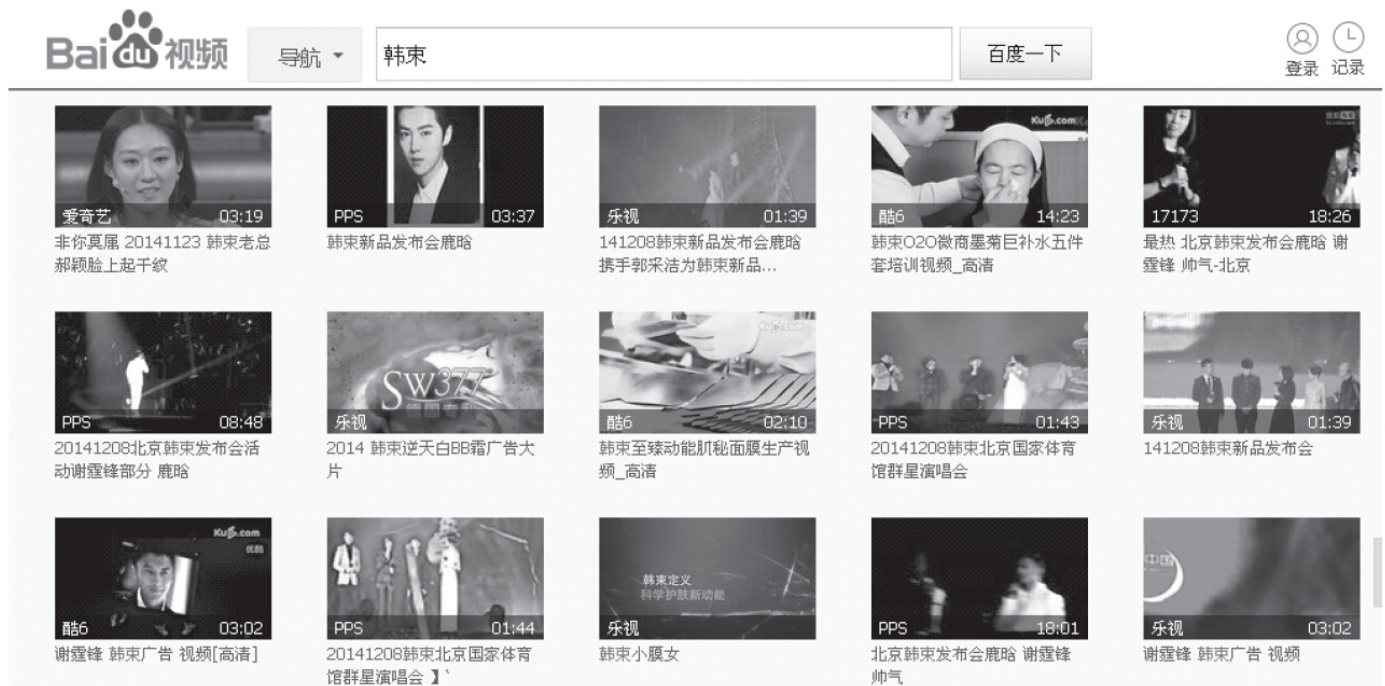 Bai du 视频
导航
韩束
百度一下
登录 记录
爱奇艺 03:19
非你莫属 20141123 韩束老总
郝颖脸上起干纹
PPS 03:37
韩束新品发布会鹿晗
乐视 01:39
141208韩束新品发布会鹿晗
携手郭采洁为韩束新品...
Ku6.com
酷6 14:23
韩束O2O微商墨菊巨补水五件
套培训视频_高清
17173 18:26
最热 北京韩束发布会鹿晗 谢
霆锋 帅气-北京
PPS 08:48
20141208北京韩束发布会活
动谢霆锋部分 鹿晗
SW377
乐视
2014 韩束逆天白BB霜广告大
片
Ku6.com
酷6 02:10
韩束至臻动能肌秘面膜生产视
频_高清
PPS 01:43
20141208韩束北京国家体育
馆群星演唱会
乐视 01:39
141208韩束新品发布会
Ku6.com
优酷
酷6 03:02
谢霆锋 韩束广告 视频[高清]
PPS 01:44
20141208韩束北京国家体育
馆群星演唱会 】`
韩束定义
科学护肤新动能
乐视
韩束小膜女
PPS 18:01
北京韩束发布会鹿晗 谢霆锋
帅气
中国
乐视 03:02
谢霆锋 韩束广告 视频